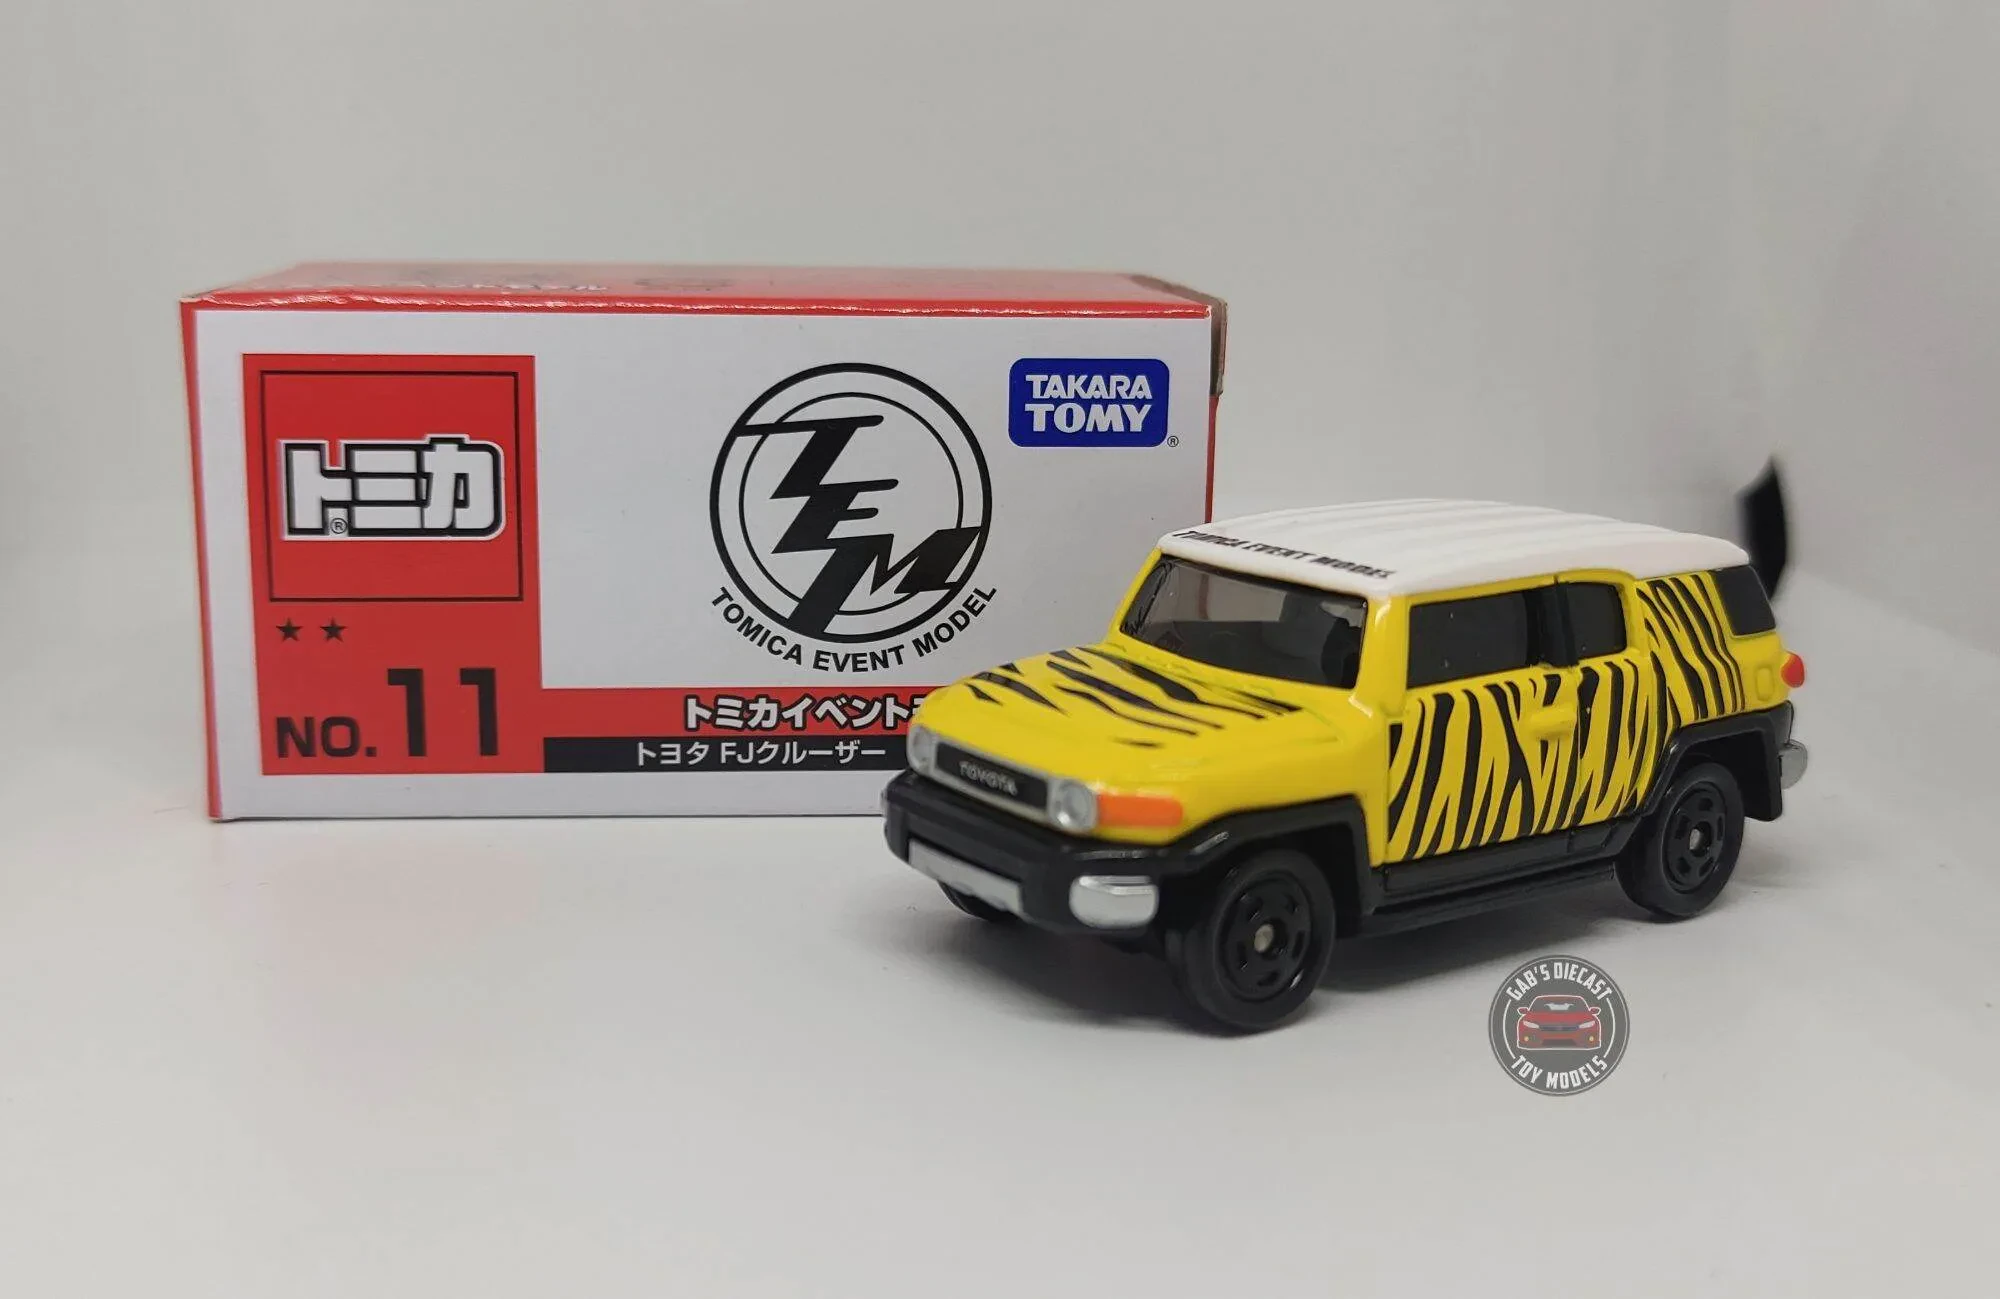 トミカ®
★★
NO. 11
TEM
TOMICA EVENT MODEL
TAKARA
TOMY®
トミカイベント
トヨタ FJクルーザー
TOMICA EVENT MODEL
TOYOTA
GAB'S DIECAST
TOY MODELS